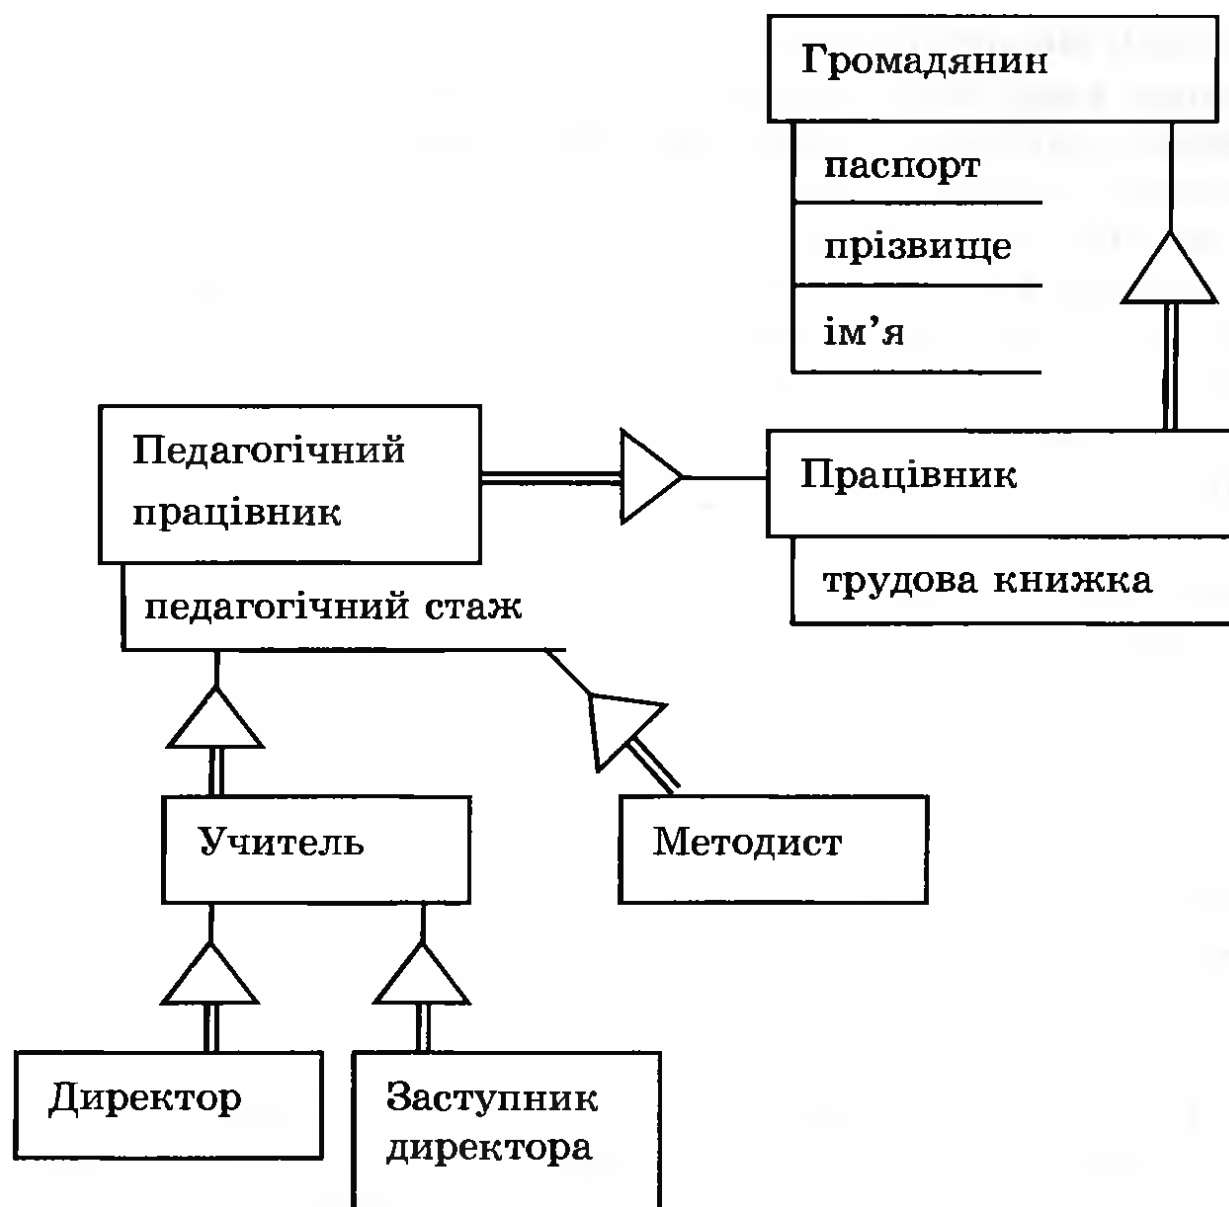 Громадянин
паспорт
прізвище
ім’я
Педагогічний
працівник
Працівник
педагогічний стаж
трудова книжка
Учитель
Методист
Директор
Заступник
директора